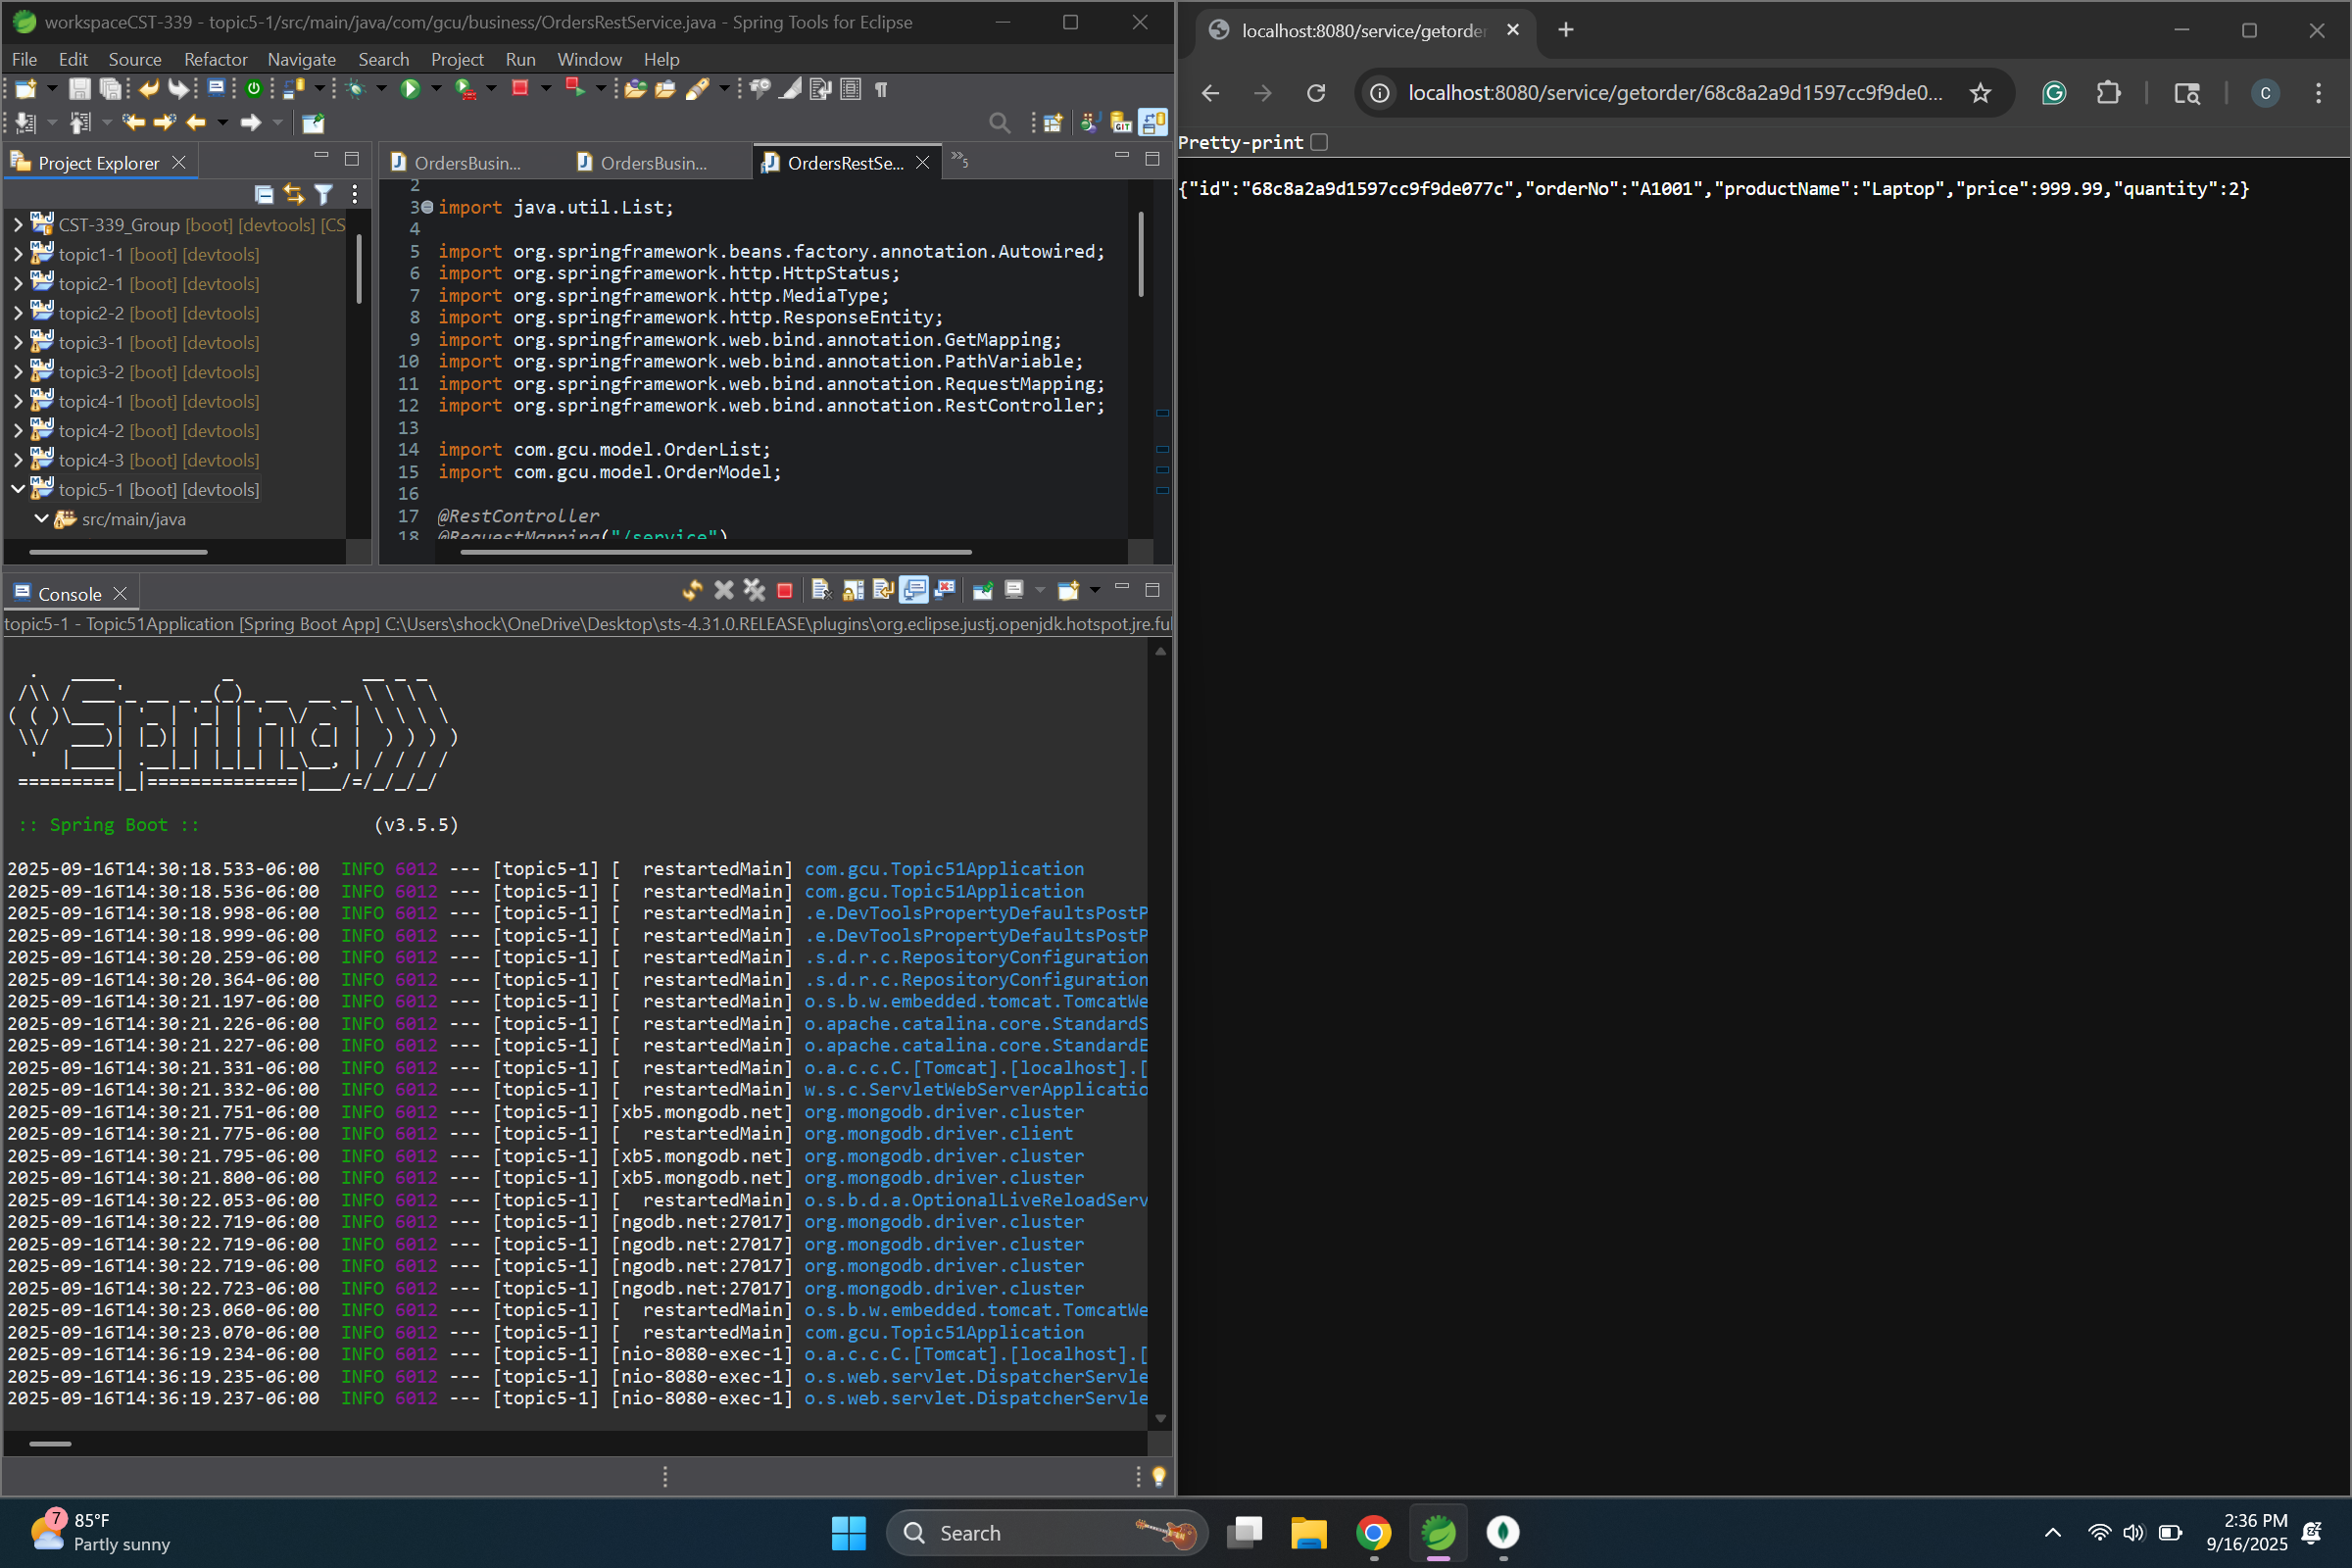 workspaceCST-339 - topic5-1/src/main/java/com/gcu/business/OrdersRestService.java - Spring Tools for Eclipse
File Edit Source Refactor Navigate Search Project Run Window Help
Project Explorer
CST-339_Group [boot] [devtools] [CS
topic1-1 [boot] [devtools]
topic2-1 [boot] [devtools]
topic2-2 [boot] [devtools]
topic3-1 [boot] [devtools]
topic3-2 [boot] [devtools]
topic4-1 [boot] [devtools]
topic4-2 [boot] [devtools]
topic4-3 [boot] [devtools]
topic5-1 [boot] [devtools]
src/main/java
OrdersBusin... OrdersBusin... OrdersRestSe... »5
2
3 import java.util.List;
4
5 import org.springframework.beans.factory.annotation.Autowired;
6 import org.springframework.http.HttpStatus;
7 import org.springframework.http.MediaType;
8 import org.springframework.http.ResponseEntity;
9 import org.springframework.web.bind.annotation.GetMapping;
10 import org.springframework.web.bind.annotation.PathVariable;
11 import org.springframework.web.bind.annotation.RequestMapping;
12 import org.springframework.web.bind.annotation.RestController;
13
14 import com.gcu.model.OrderList;
15 import com.gcu.model.OrderModel;
16
17 @RestController
18 @RequestMapping("/service")
Console
topic5-1 - Topic51Application [Spring Boot App] C:\Users\shock\OneDrive\Desktop\sts-4.31.0.RELEASE\plugins\org.eclipse.justj.openjdk.hotspot.jre.ful
Spring
:: Spring Boot :: (v3.5.5)
2025-09-16T14:30:18.533-06:00 INFO 6012 --- [topic5-1] [ restartedMain] com.gcu.Topic51Application
2025-09-16T14:30:18.536-06:00 INFO 6012 --- [topic5-1] [ restartedMain] com.gcu.Topic51Application
2025-09-16T14:30:18.998-06:00 INFO 6012 --- [topic5-1] [ restartedMain] .e.DevToolsPropertyDefaultsPostP
2025-09-16T14:30:18.999-06:00 INFO 6012 --- [topic5-1] [ restartedMain] .e.DevToolsPropertyDefaultsPostP
2025-09-16T14:30:20.259-06:00 INFO 6012 --- [topic5-1] [ restartedMain] .s.d.r.c.RepositoryConfiguration
2025-09-16T14:30:20.364-06:00 INFO 6012 --- [topic5-1] [ restartedMain] .s.d.r.c.RepositoryConfiguration
2025-09-16T14:30:21.197-06:00 INFO 6012 --- [topic5-1] [ restartedMain] o.s.b.w.embedded.tomcat.TomcatWe
2025-09-16T14:30:21.226-06:00 INFO 6012 --- [topic5-1] [ restartedMain] o.apache.catalina.core.StandardS
2025-09-16T14:30:21.227-06:00 INFO 6012 --- [topic5-1] [ restartedMain] o.apache.catalina.core.StandardE
2025-09-16T14:30:21.331-06:00 INFO 6012 --- [topic5-1] [ restartedMain] o.a.c.c.C.[Tomcat].[localhost].[
2025-09-16T14:30:21.332-06:00 INFO 6012 --- [topic5-1] [ restartedMain] w.s.c.ServletWebServerApplicatio
2025-09-16T14:30:21.751-06:00 INFO 6012 --- [topic5-1] [xb5.mongodb.net] org.mongodb.driver.cluster
2025-09-16T14:30:21.775-06:00 INFO 6012 --- [topic5-1] [ restartedMain] org.mongodb.driver.client
2025-09-16T14:30:21.795-06:00 INFO 6012 --- [topic5-1] [xb5.mongodb.net] org.mongodb.driver.cluster
2025-09-16T14:30:21.800-06:00 INFO 6012 --- [topic5-1] [xb5.mongodb.net] org.mongodb.driver.cluster
2025-09-16T14:30:22.053-06:00 INFO 6012 --- [topic5-1] [ restartedMain] o.s.b.d.a.OptionalLiveReloadServ
2025-09-16T14:30:22.719-06:00 INFO 6012 --- [topic5-1] [ngodb.net:27017] org.mongodb.driver.cluster
2025-09-16T14:30:22.719-06:00 INFO 6012 --- [topic5-1] [ngodb.net:27017] org.mongodb.driver.cluster
2025-09-16T14:30:22.719-06:00 INFO 6012 --- [topic5-1] [ngodb.net:27017] org.mongodb.driver.cluster
2025-09-16T14:30:22.723-06:00 INFO 6012 --- [topic5-1] [ngodb.net:27017] org.mongodb.driver.cluster
2025-09-16T14:30:23.060-06:00 INFO 6012 --- [topic5-1] [ restartedMain] o.s.b.w.embedded.tomcat.TomcatWe
2025-09-16T14:30:23.070-06:00 INFO 6012 --- [topic5-1] [ restartedMain] com.gcu.Topic51Application
2025-09-16T14:36:19.234-06:00 INFO 6012 --- [topic5-1] [nio-8080-exec-1] o.a.c.c.C.[Tomcat].[localhost].[
2025-09-16T14:36:19.235-06:00 INFO 6012 --- [topic5-1] [nio-8080-exec-1] o.s.web.servlet.DispatcherServle
2025-09-16T14:36:19.237-06:00 INFO 6012 --- [topic5-1] [nio-8080-exec-1] o.s.web.servlet.DispatcherServle
localhost:8080/service/getorder
localhost:8080/service/getorder/68c8a2a9d1597cc9f9de0...
C
Pretty-print
{"id":"68c8a2a9d1597cc9f9de077c","orderNo":"A1001","productName":"Laptop","price":999.99,"quantity":2}
7
85°F
Partly sunny
Search
2:36 PM
9/16/2025